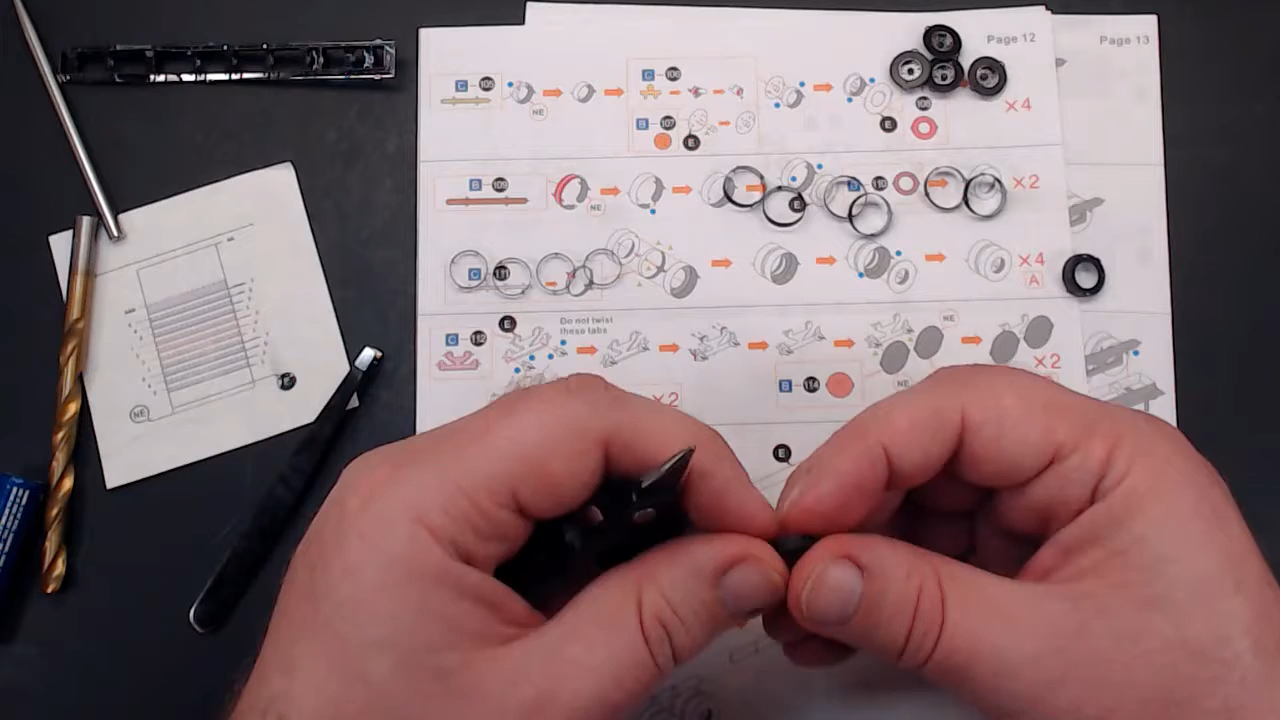 Page 12
Page 13
C 105
NE
C 106
B 107
E
E
108
×4
B 109
NE
E
B 110
×2
C 111
×4
A
C 112
E
Do not twist
these tabs
NE
NE
×2
×2
B 114
E
NE
E